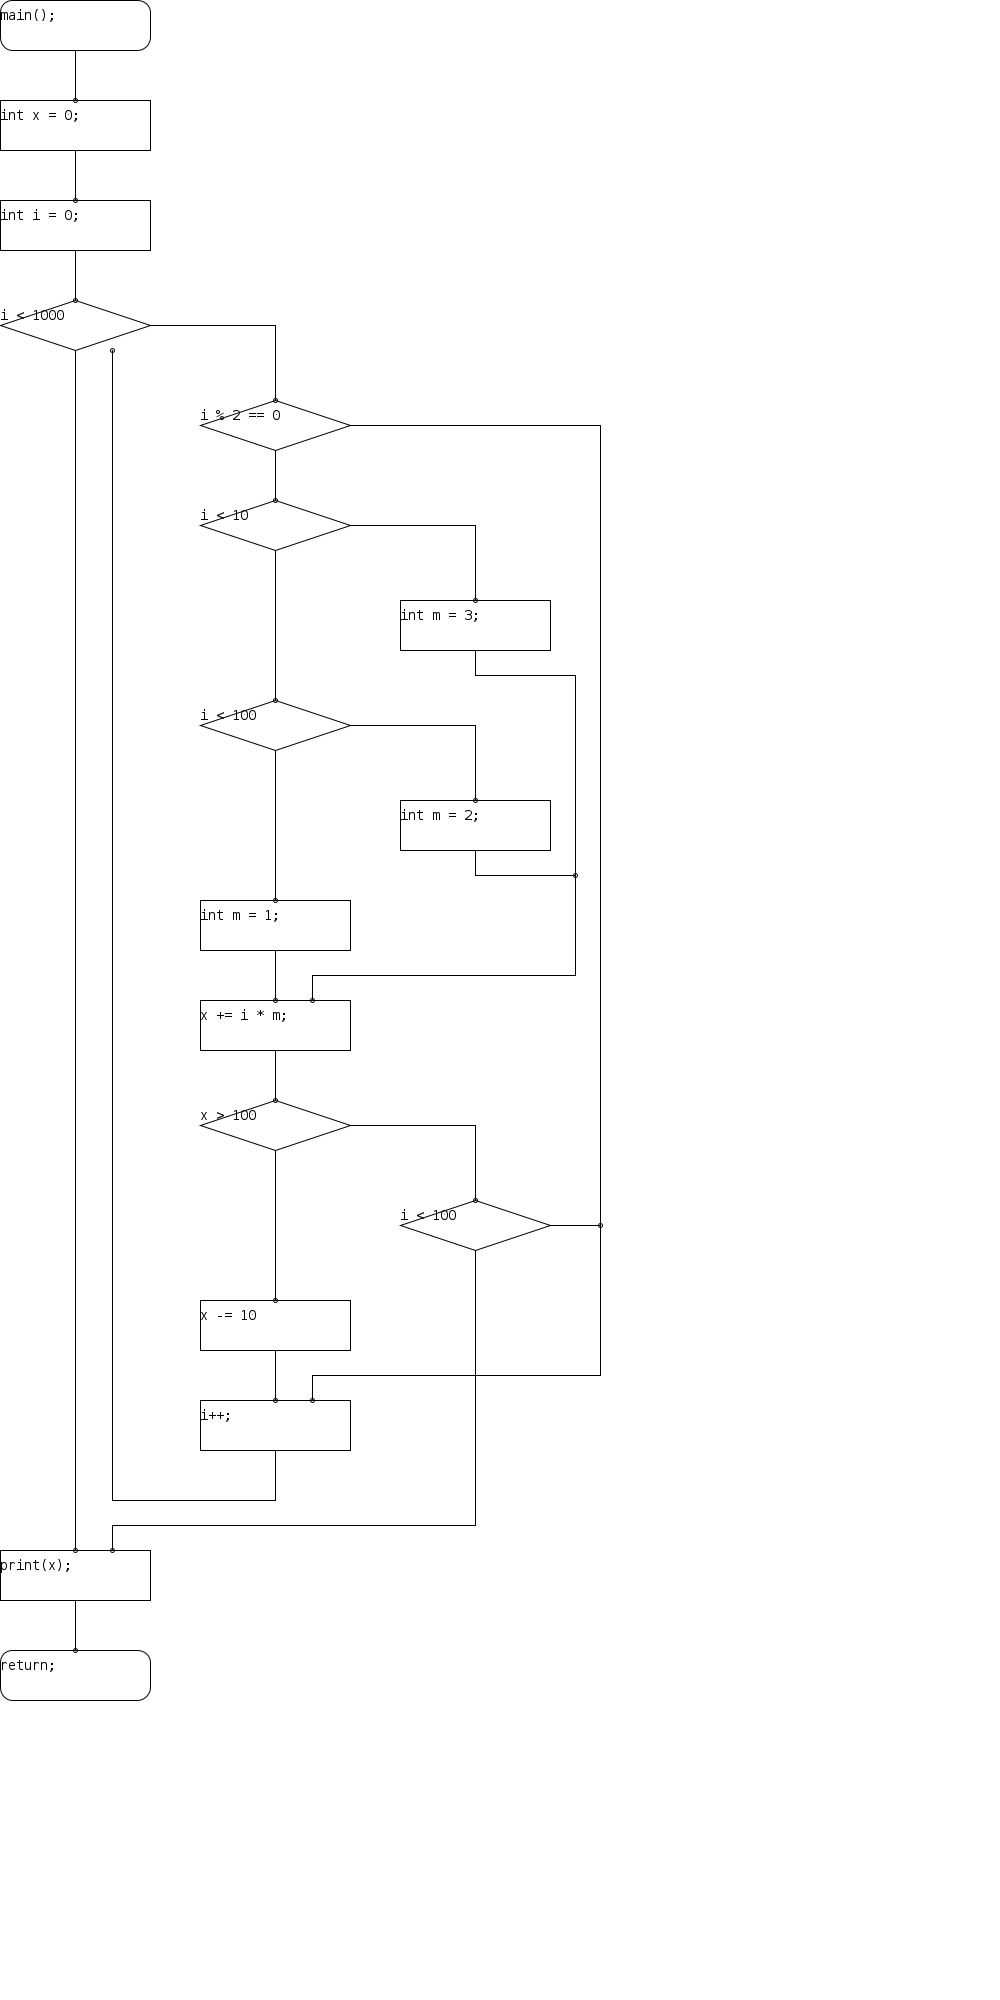 main();
int x = 0;
int i = 0;
i < 1000
i % 2 == 0
i < 10
int m = 3;
i < 100
int m = 2;
int m = 1;
x += i * m;
x > 100
i < 100
x -= 10
i++;
print(x);
return;